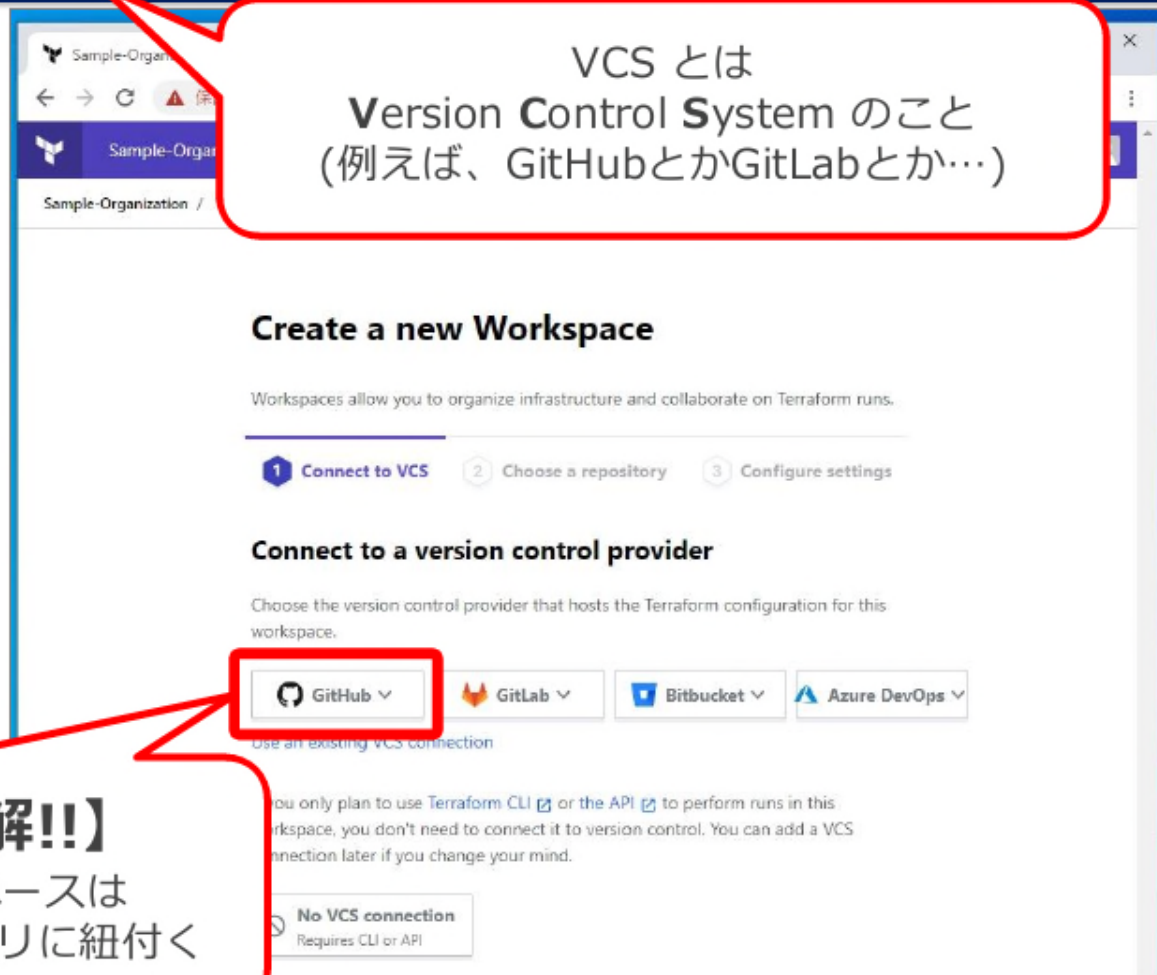 VCS とは
Version Control System のこと
(例えば、GitHubとかGitLabとか…)
Sample-Organ
Sample-Organ
Sample-Organization /
Create a new Workspace
Workspaces allow you to organize infrastructure and collaborate on Terraform runs.
1 Connect to VCS 2 Choose a repository 3 Configure settings
Connect to a version control provider
Choose the version control provider that hosts the Terraform configuration for this
workspace.
GitHub GitLab Bitbucket Azure DevOps
Use an existing VCS connection
you only plan to use Terraform CLI or the API to perform runs in this
rkspace, you don't need to connect it to version control. You can add a VCS
nnection later if you change your mind.
解!!】
ースは
リに紐付く
No VCS connection
Requires CLI or API